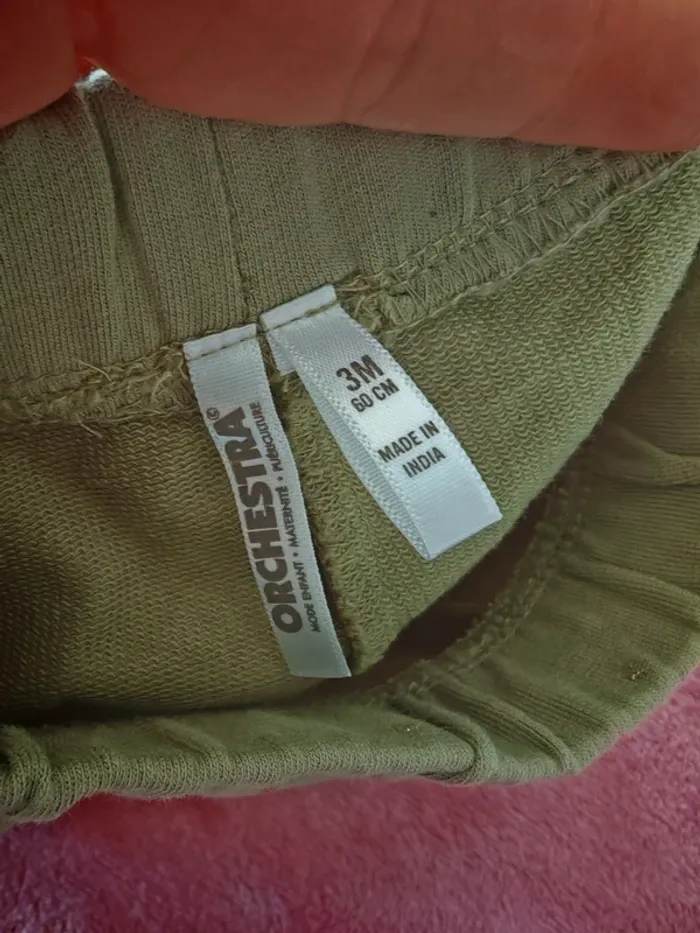 ORCHESTRA©
MODE ENFANT • MATERNITÉ • PUÉRICULTURE
3M
60 CM
MADE IN
INDIA